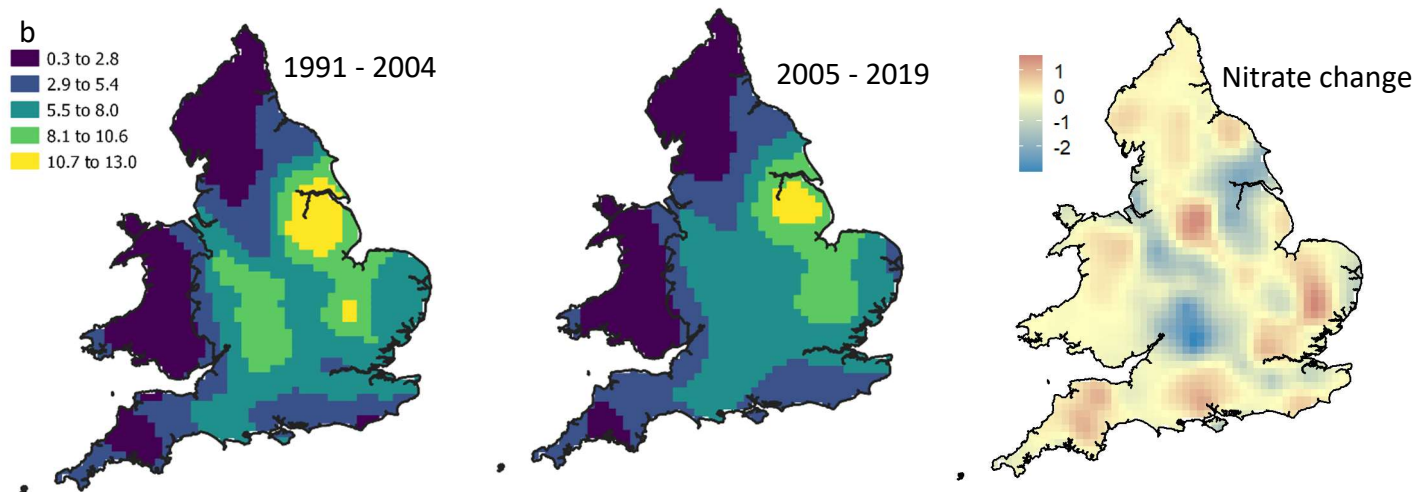 b
0.3 to 2.8
2.9 to 5.4
5.5 to 8.0
8.1 to 10.6
10.7 to 13.0
1991 - 2004
2005 - 2019
Nitrate change
1
0
-1
-2